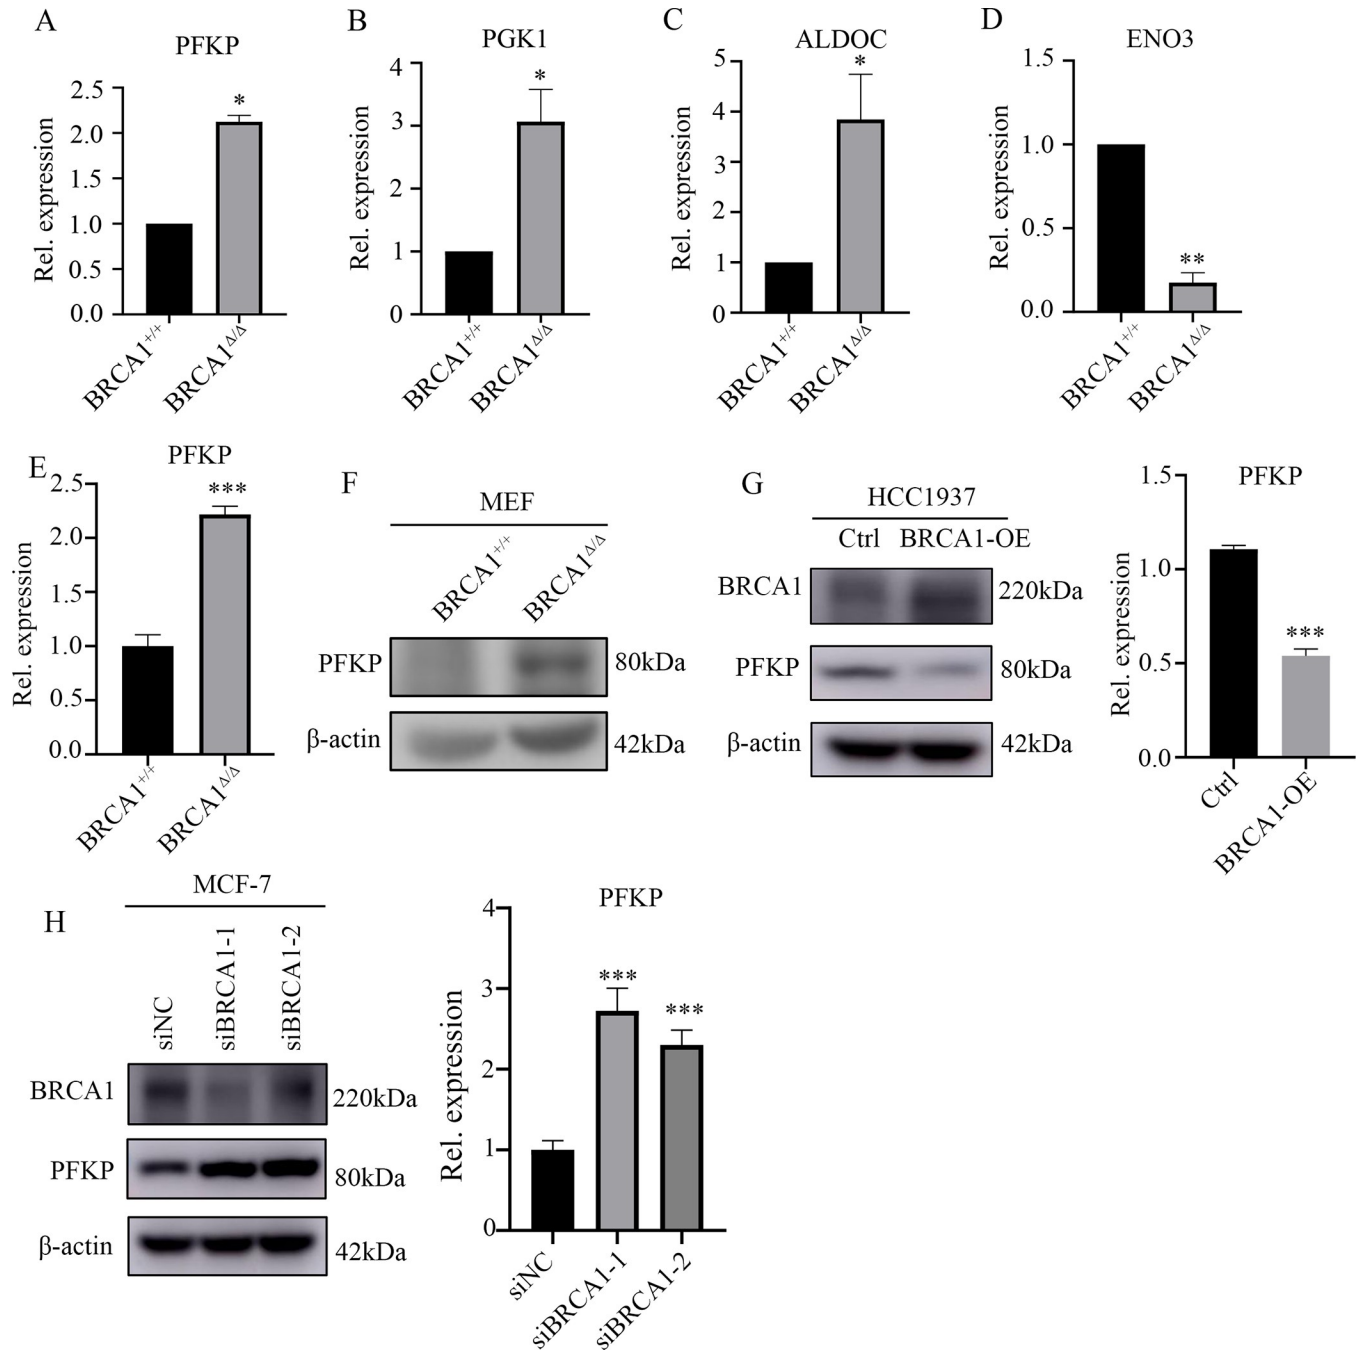 A
PFKP
Rel. expression
2.5
2.0
1.5
1.0
0.5
0.0
*
BRCA1+/+
BRCA1Δ/Δ
B
PGK1
Rel. expression
4
3
2
1
0
*
BRCA1+/+
BRCA1Δ/Δ
C
ALDOC
Rel. expression
5
4
3
2
1
0
*
BRCA1+/+
BRCA1Δ/Δ
D
ENO3
Rel. expression
1.5
1.0
0.5
0.0
**
BRCA1+/+
BRCA1Δ/Δ
E
PFKP
Rel. expression
2.5
2.0
1.5
1.0
0.5
0.0
***
BRCA1+/+
BRCA1Δ/Δ
F
MEF
BRCA1+/+
BRCA1Δ/Δ
PFKP
80kDa
β-actin
42kDa
G
HCC1937
Ctrl BRCA1-OE
BRCA1
220kDa
PFKP
80kDa
β-actin
42kDa
PFKP
Rel. expression
1.5
1.0
0.5
0.0
***
Ctrl
BRCA1-OE
H
MCF-7
siNC
siBRCA1-1
siBRCA1-2
BRCA1
220kDa
PFKP
80kDa
β-actin
42kDa
PFKP
Rel. expression
4
3
2
1
0
***
***
siNC
siBRCA1-1
siBRCA1-2